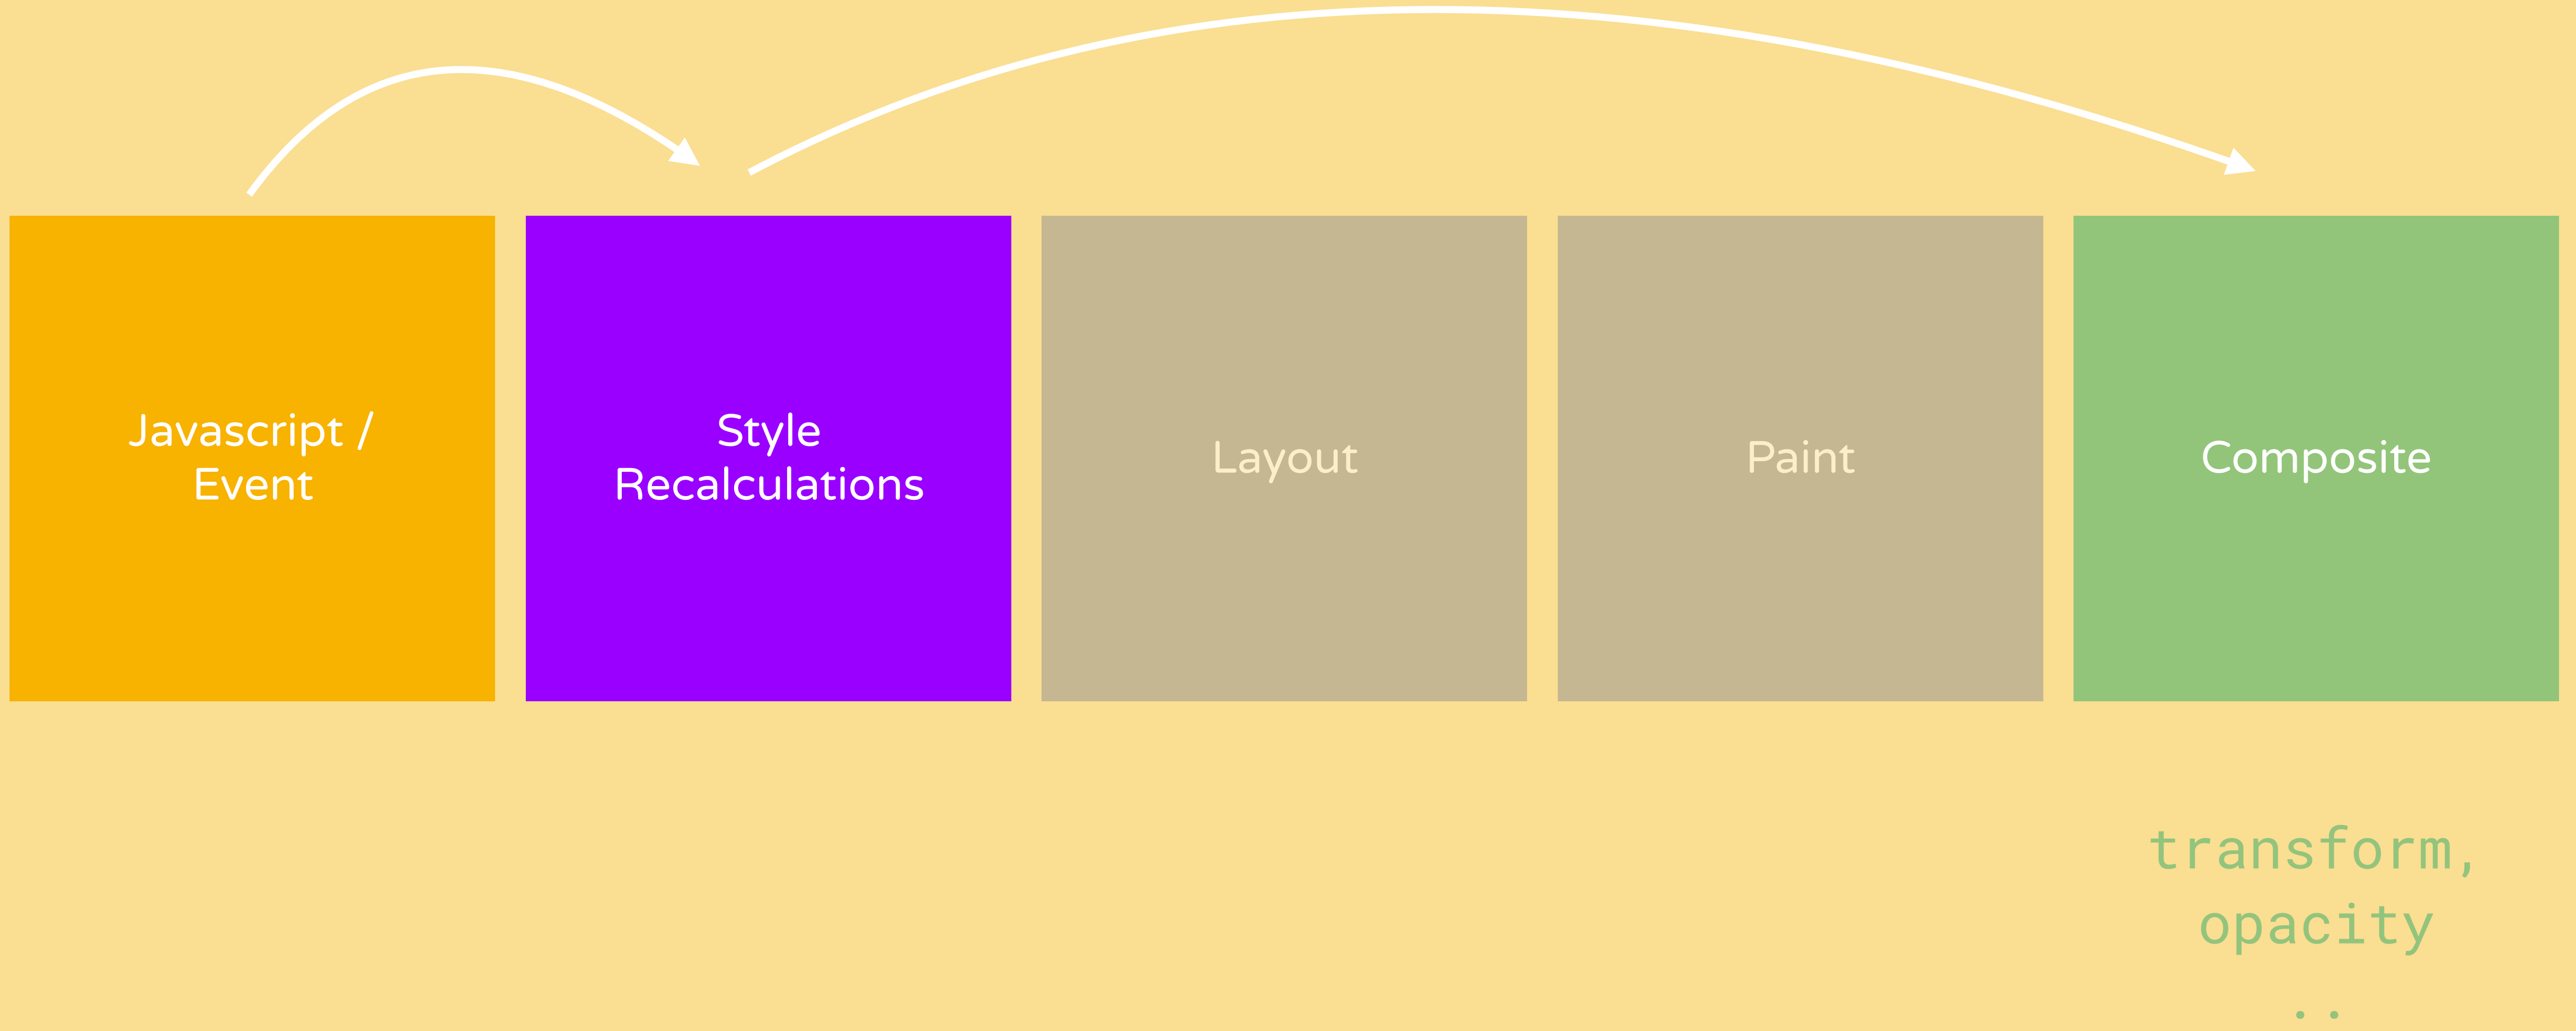 Javascript /
Event
Style
Recalculations
Layout
Paint
Composite
transform,
opacity
..